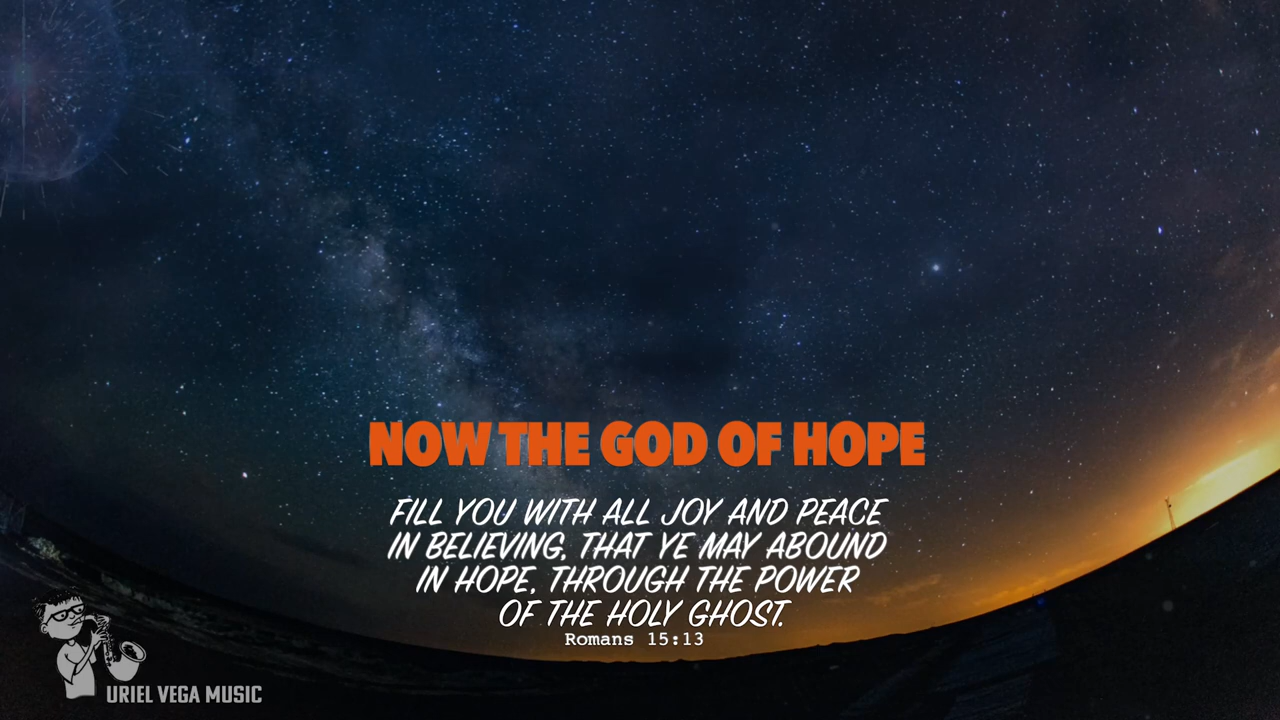 NOW THE GOD OF HOPE
FILL YOU WITH ALL JOY AND PEACE
IN BELIEVING, THAT YE MAY ABOUND
IN HOPE, THROUGH THE POWER
OF THE HOLY GHOST.
Romans 15:13
URIEL VEGA MUSIC